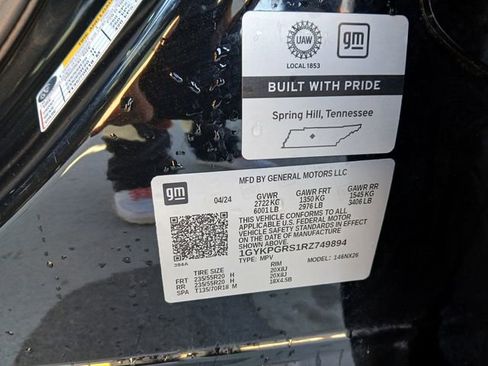 UAW
gm
LOCAL 1853
BUILT WITH PRIDE
Spring Hill, Tennessee
gm
MFD BY GENERAL MOTORS LLC
04/24 GVWR GAWR FRT GAWR RR
2722 KG 1350 KG 1545 KG
6001 LB 2976 LB 3406 LB
THIS VEHICLE CONFORMS TO ALL
APPLICABLE U.S. FEDERAL MOTOR
VEHICLE SAFETY STANDARDS IN EFFECT
ON THE DATE OF MANUFACTURE
SHOWN ABOVE.
1GYKPGRS1RZ749894
TYPE: MPV MODEL: 146NX26
TIRE SIZE RIM
FRT 235/55R20 H 20X8J
RR 235/55R20 H 20X8J
SPA T135/70R18 M 18X4.5B